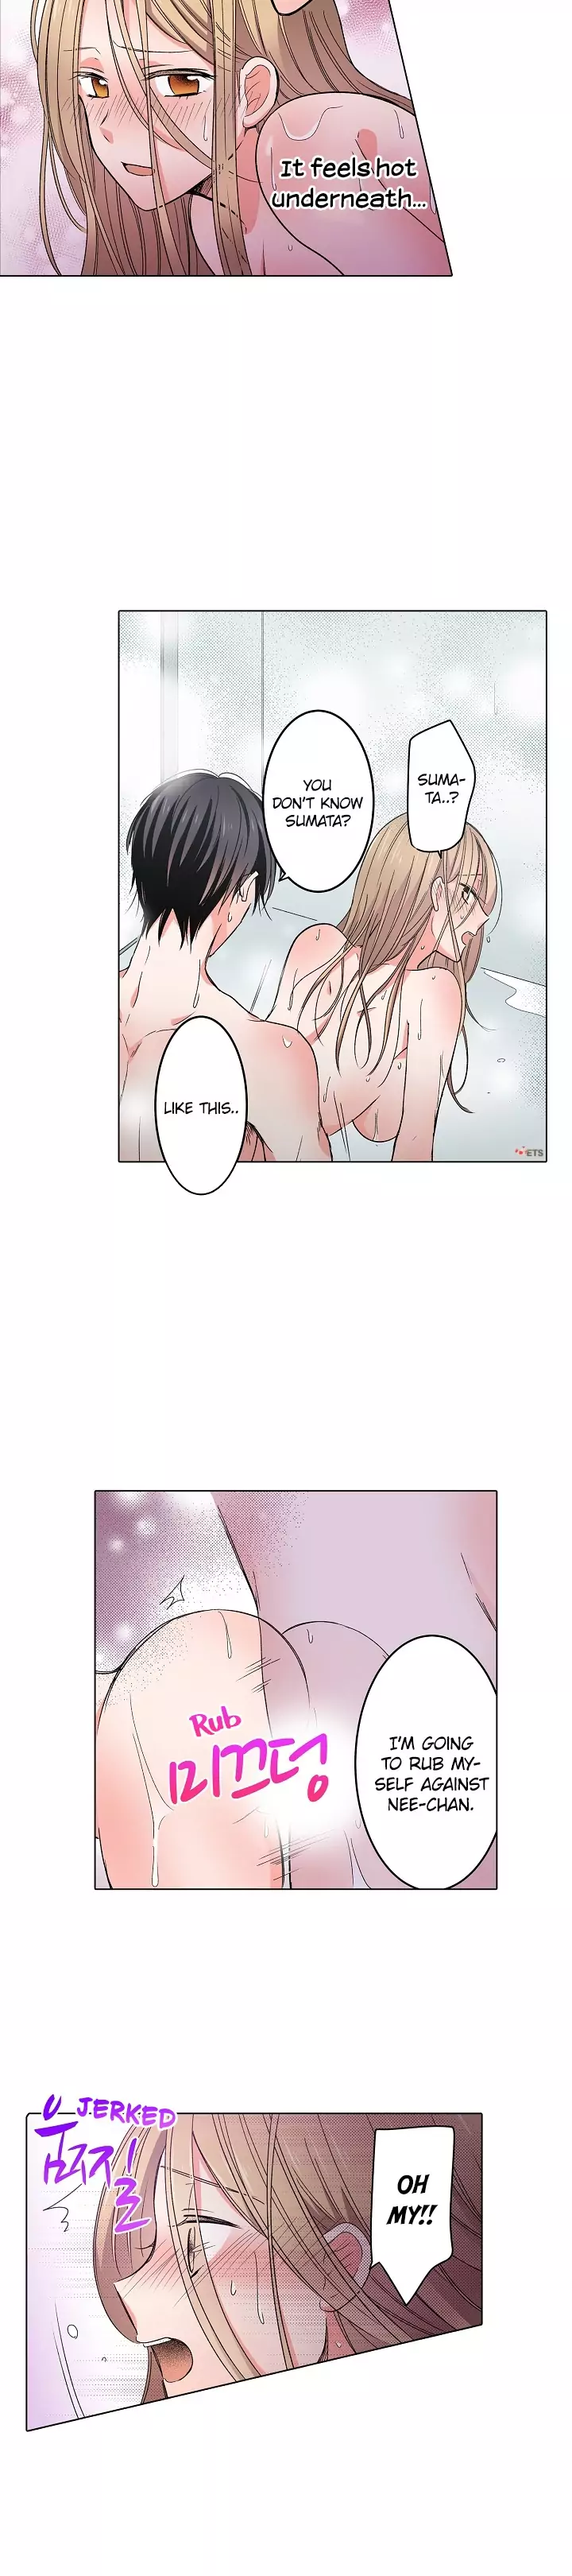 It feels hot
underneath...
SUMA-
TA..?
YOU
DON'T KNOW
SUMATA?
LIKE THIS..
ETS
Rub
미끄덩
I'M GOING
TO RUB MY-
SELF AGAINST
NEE-CHAN.
JERKED
움찔
OH
MY!!